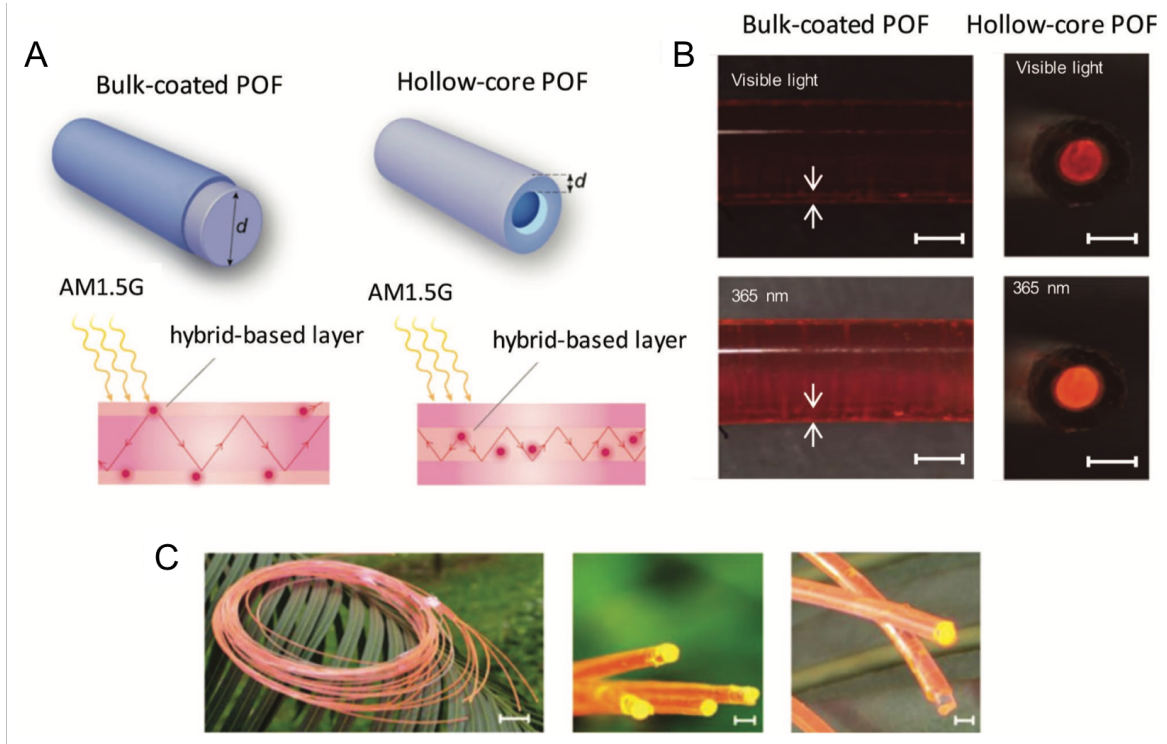 A
Bulk-coated POF
Hollow-core POF
d
d
AM1.5G
hybrid-based layer
AM1.5G
hybrid-based layer
B
Bulk-coated POF
Hollow-core POF
Visible light
Visible light
365 nm
365 nm
C